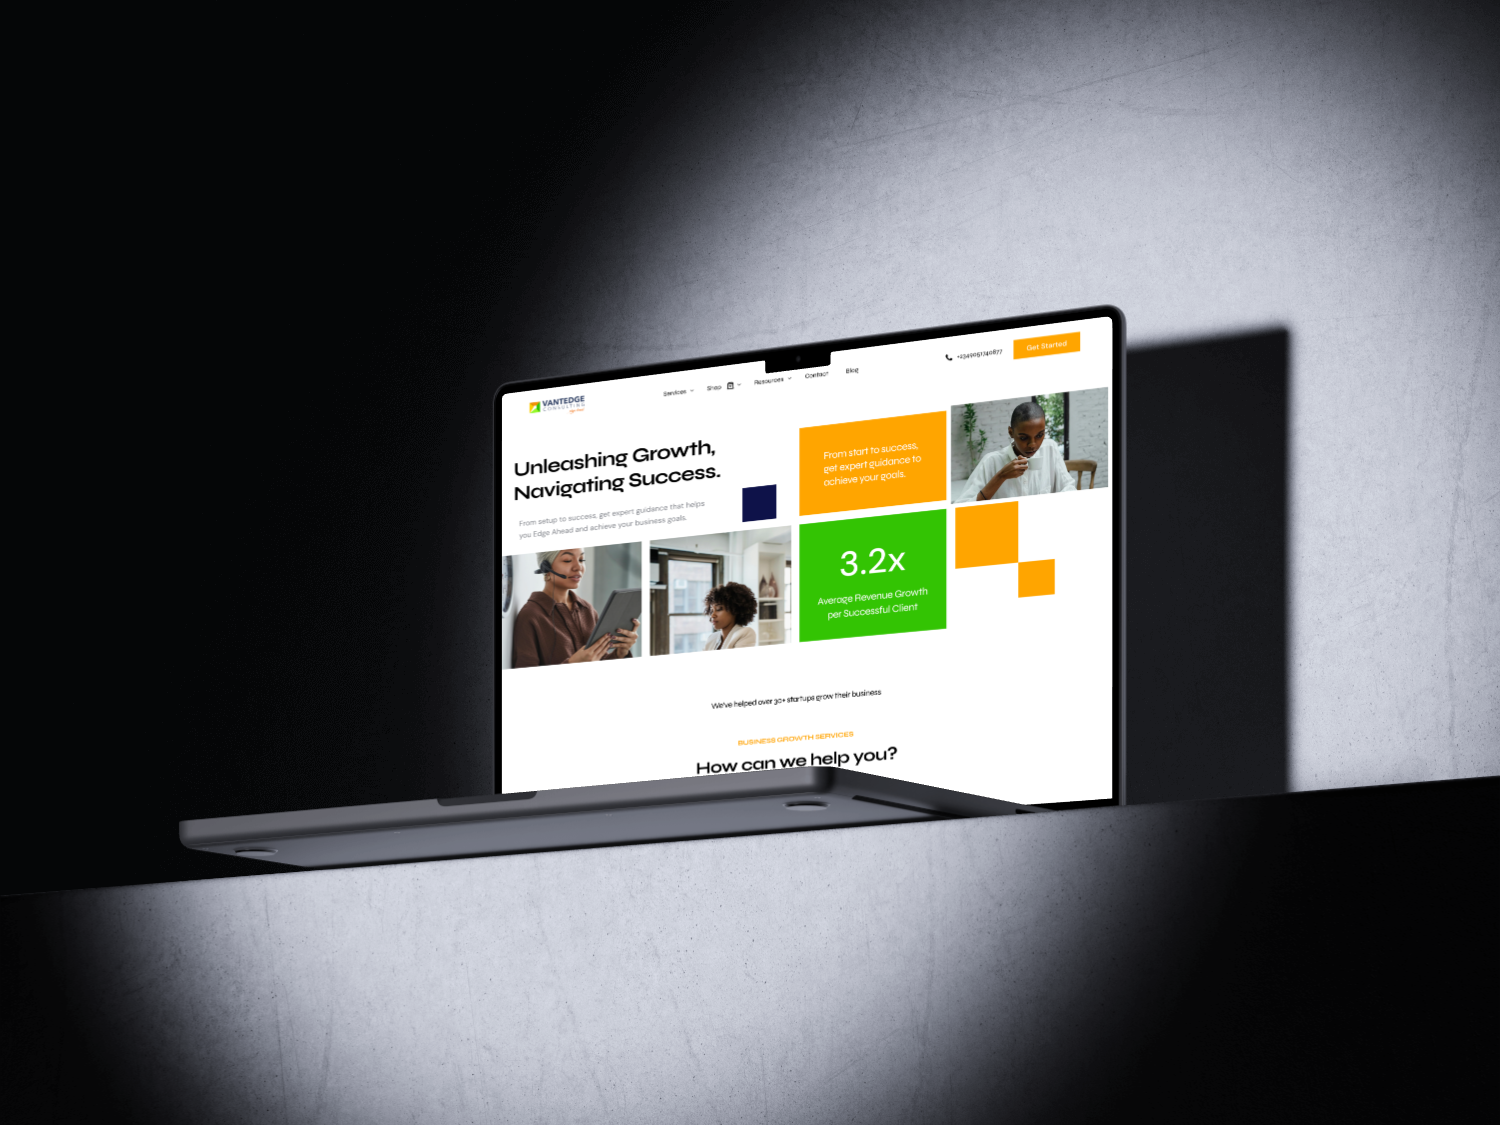 VANTEDGE
CONSULTING
Services
Shop
Resources
Contact
Blog
Get Started
Unleashing Growth,
Navigating Success.
From setup to success, get expert guidance that helps
you Edge Ahead and achieve your business goals.
From start to success,
get expert guidance to
achieve your goals.
3.2x
Average Revenue Growth
per Successful Client
We've helped over 30+ startups grow their business
BUSINESS GROWTH SERVICES
How can we help you?